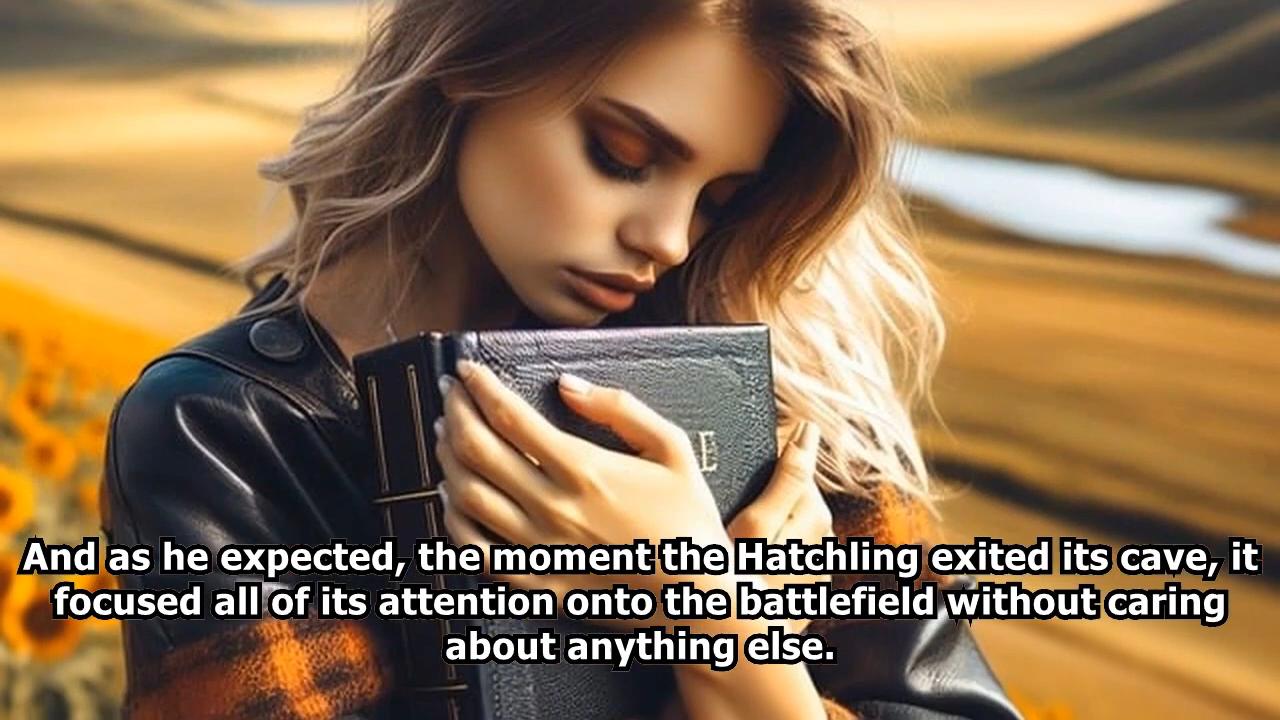 E
And as he expected, the moment the Hatchling exited its cave, it
focused all of its attention onto the battlefield without caring
about anything else.